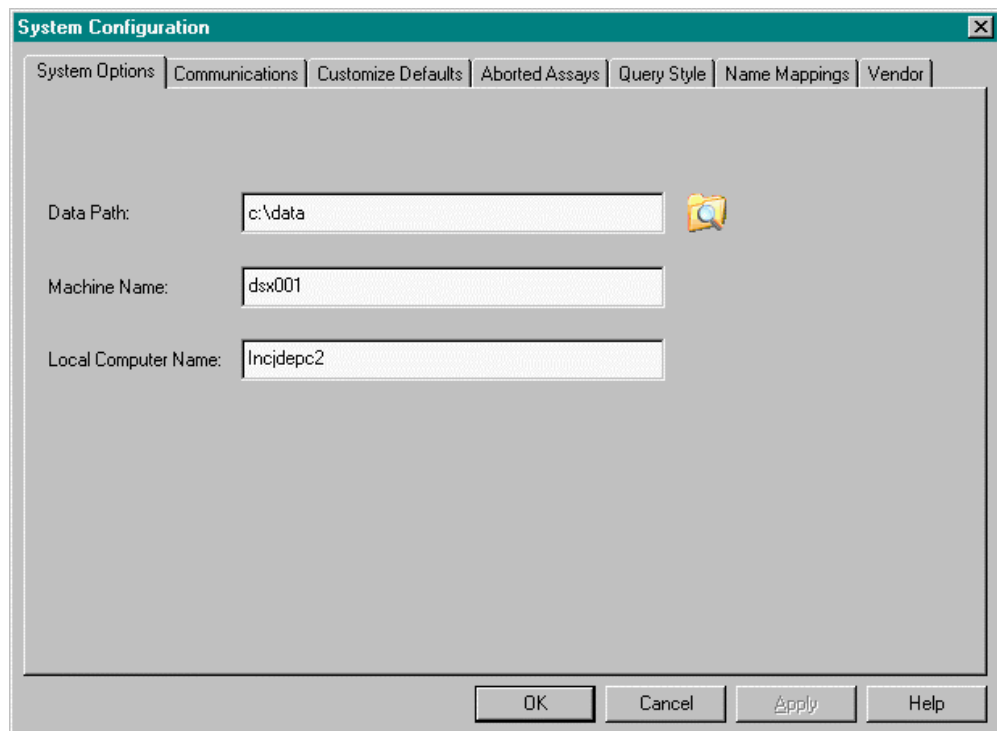 System Configuration
System Options Communications Customize Defaults Aborted Assays Query Style Name Mappings Vendor
Data Path: c:\data
Machine Name: dsx001
Local Computer Name: lncjdepc2
OK Cancel Apply Help